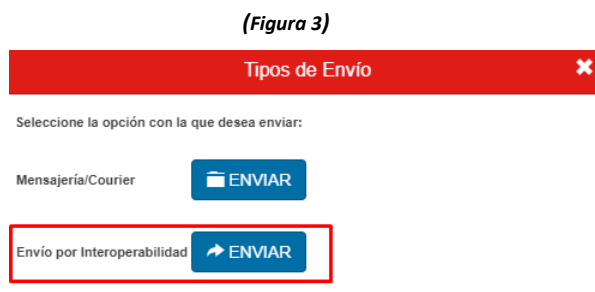 (Figura 3)
Tipos de Envío
Seleccione la opción con la que desea enviar:
Mensajería/Courier ENVIAR
Envío por Interoperabilidad ENVIAR